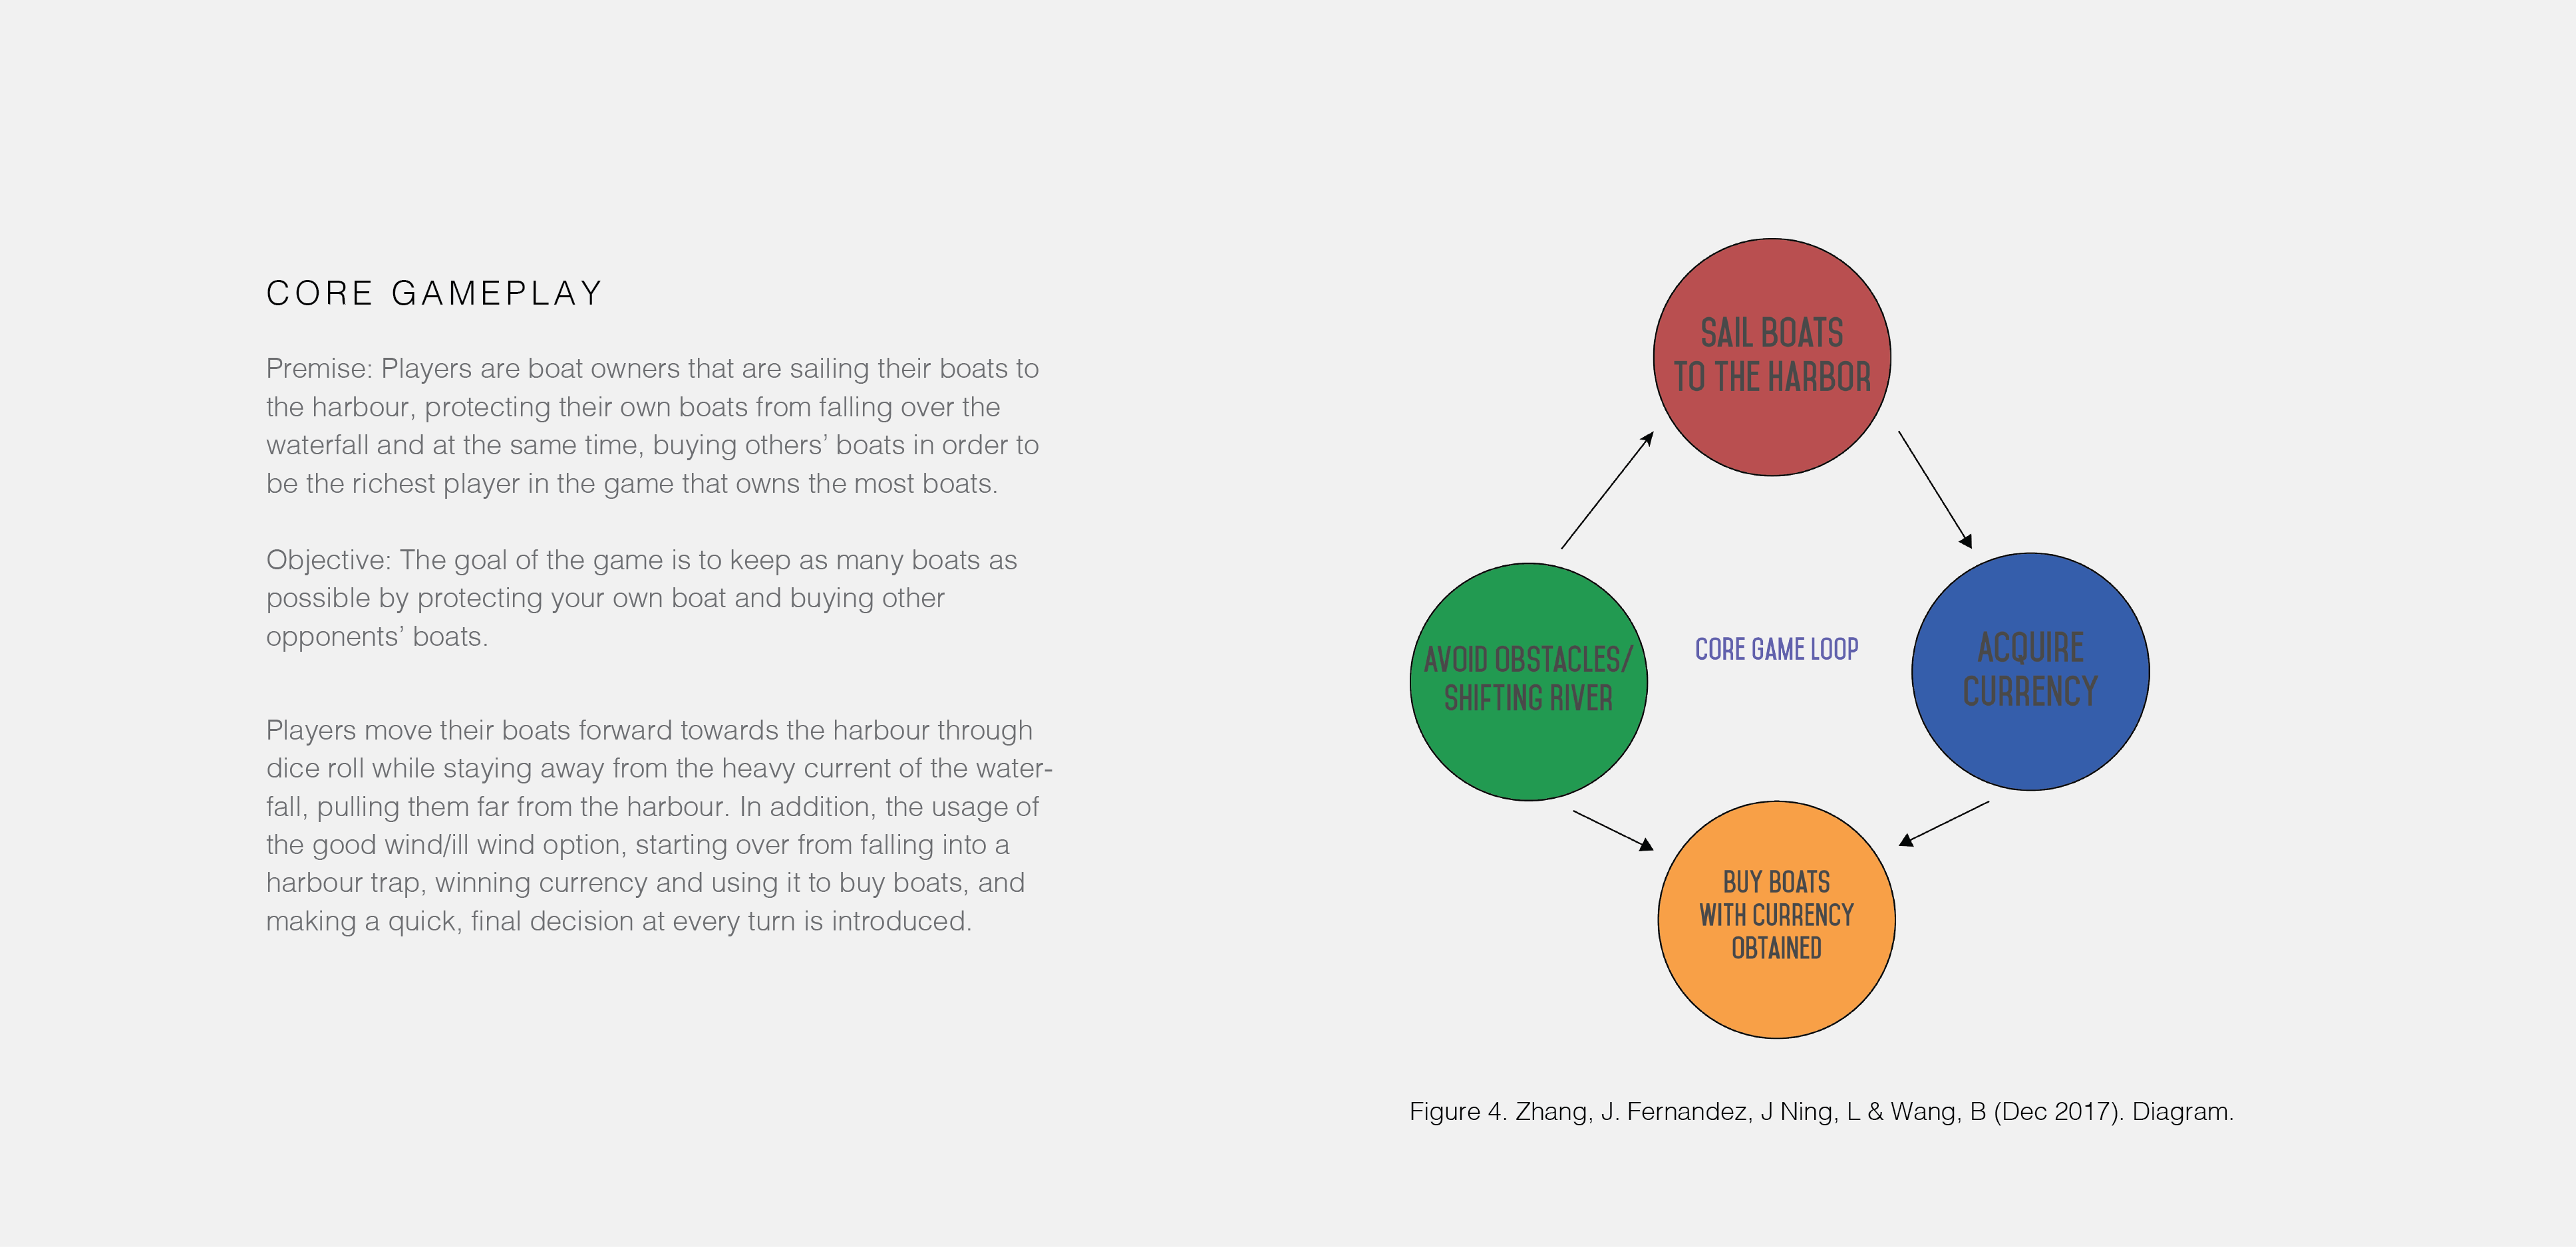 CORE GAMEPLAY
Premise: Players are boat owners that are sailing their boats to
the harbour, protecting their own boats from falling over the
waterfall and at the same time, buying others’ boats in order to
be the richest player in the game that owns the most boats.
Objective: The goal of the game is to keep as many boats as
possible by protecting your own boat and buying other
opponents’ boats.
Players move their boats forward towards the harbour through
dice roll while staying away from the heavy current of the water-
fall, pulling them far from the harbour. In addition, the usage of
the good wind/ill wind option, starting over from falling into a
harbour trap, winning currency and using it to buy boats, and
making a quick, final decision at every turn is introduced.
SAIL BOATS
TO THE HARBOR
AVOID OBSTACLES/
SHIFTING RIVER
CORE GAME LOOP
ACQUIRE
CURRENCY
BUY BOATS
WITH CURRENCY
OBTAINED
Figure 4. Zhang, J. Fernandez, J Ning, L & Wang, B (Dec 2017). Diagram.